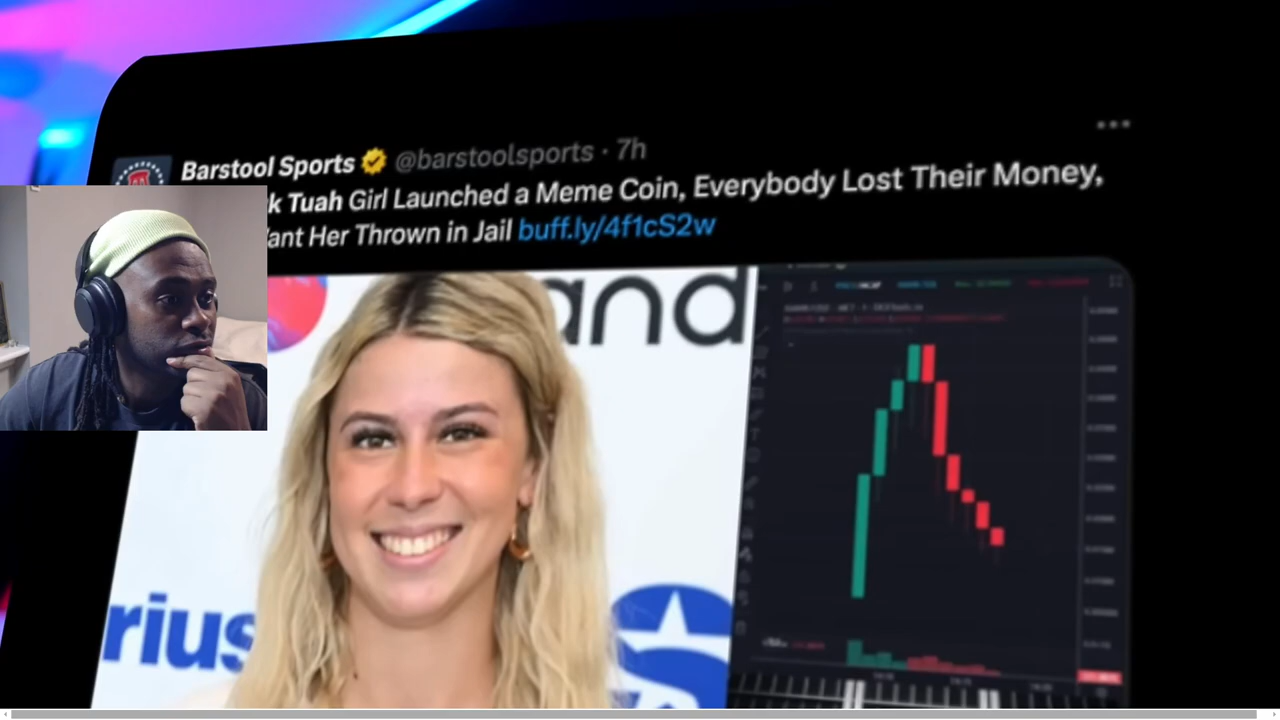 Barstool Sports @barstoolsports · 7h
k Tuah Girl Launched a Meme Coin, Everybody Lost Their Money,
ant Her Thrown in Jail buff.ly/4f1cS2w
and
rius